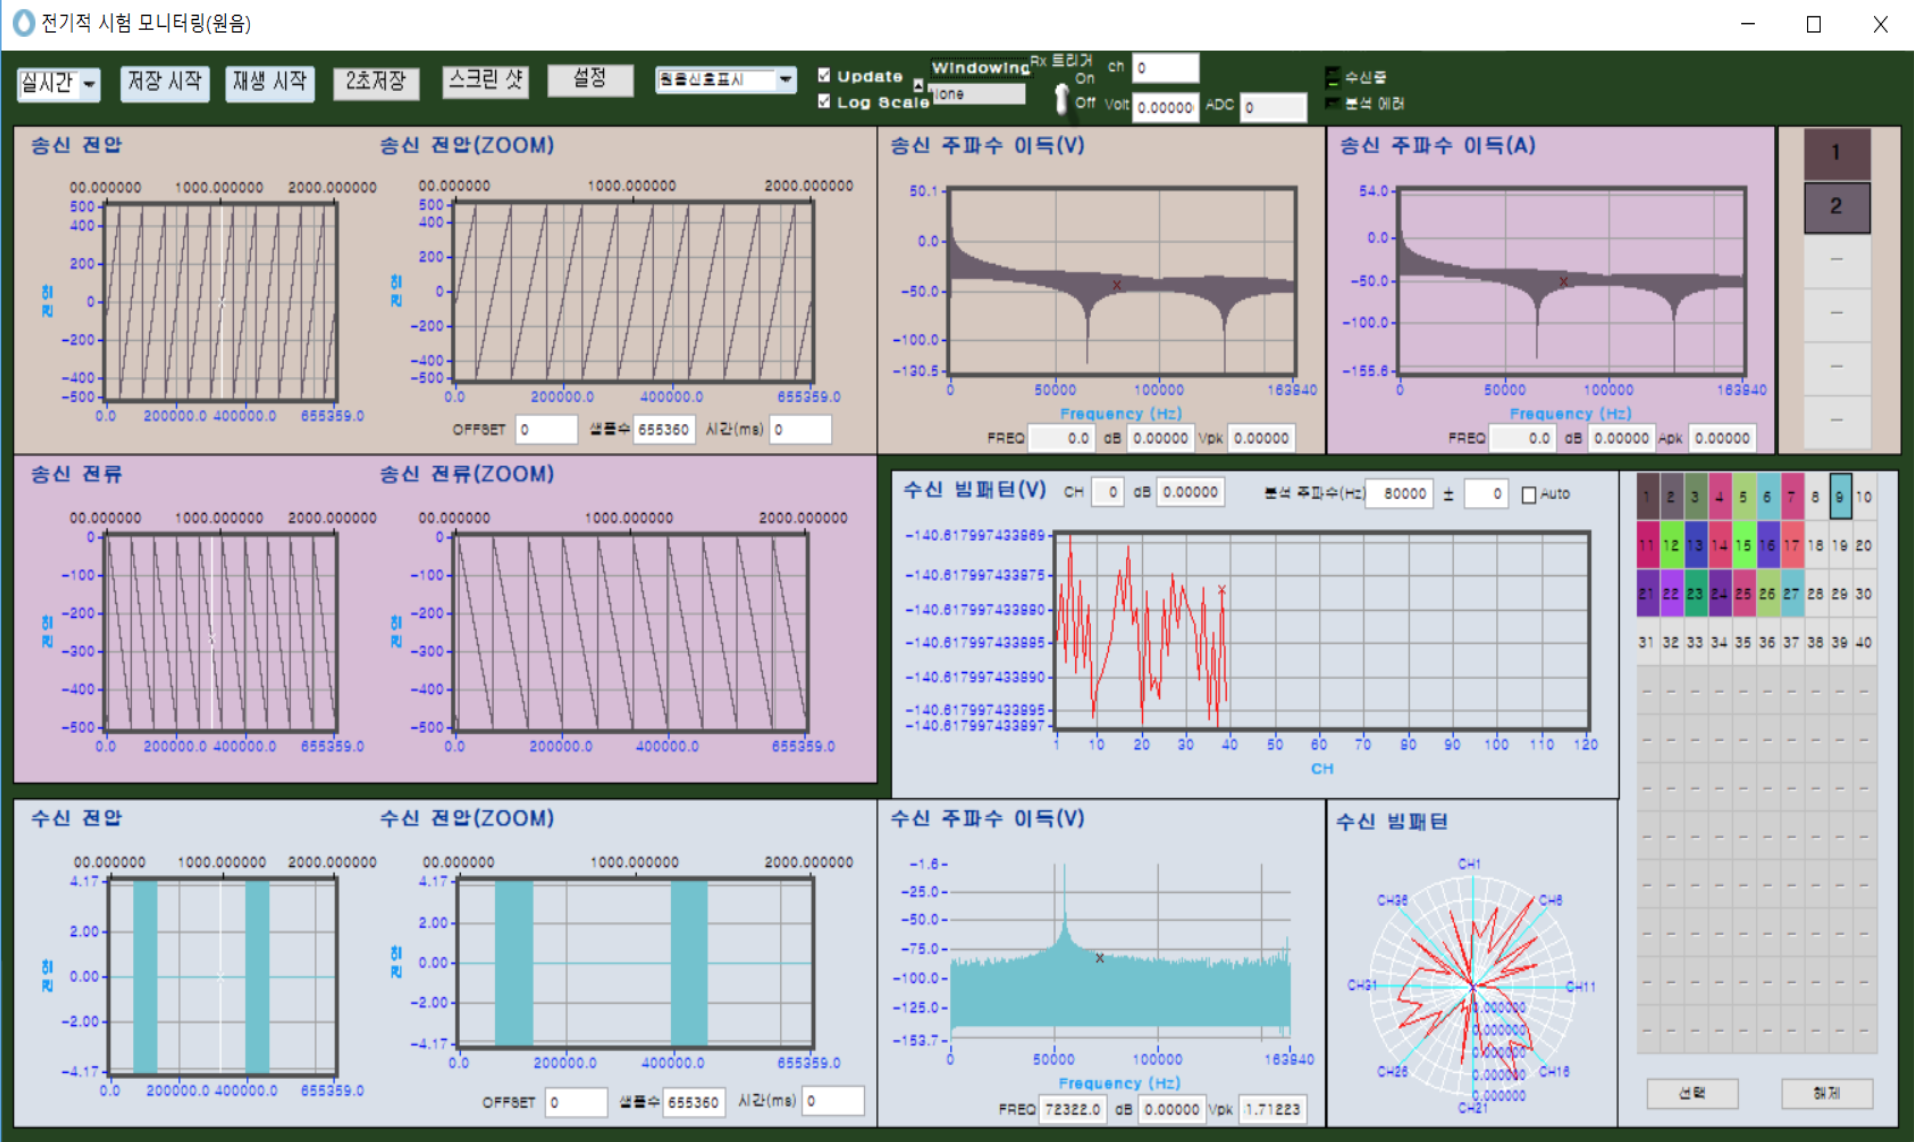 전기적 시험 모니터링(원음)
실시간 저장 시작 재생 시작 2초저장 스크린 샷 설정 원음신호표시
Update
Log Scale
Windowing
None
Rx 트리거
On
Off
ch 0
Volt 0.00000 ADC 0
수신중
분석 에러
송신 전압
00.000000 1000.000000 2000.000000
500
400
200
0
-200
-400
-500
전압
0.0 200000.0 400000.0 655359.0
송신 전압(ZOOM)
00.000000 1000.000000 2000.000000
500
400
200
0
-200
-400
-500
전압
0.0 200000.0 400000.0 655359.0
OFFSET 0 샘플수 655360 시간(ms) 0
송신 주파수 이득(V)
50.1
0.0
-50.0
-100.0
-130.5
0 50000 100000 163940
Frequency (Hz)
FREQ 0.0 dB 0.00000 Vpk 0.00000
송신 주파수 이득(A)
54.0
0.0
-50.0
-100.0
-155.6
0 50000 100000 163940
Frequency (Hz)
FREQ 0.0 dB 0.00000 Apk 0.00000
1
2
-
-
-
-
송신 전류
00.000000 1000.000000 2000.000000
0
-100
-200
-300
-400
-500
전압
0.0 200000.0 400000.0 655359.0
송신 전류(ZOOM)
00.000000 1000.000000 2000.000000
0
-100
-200
-300
-400
-500
전압
0.0 200000.0 400000.0 655359.0
수신 빔패턴(V) CH 0 dB 0.00000 분석 주파수(Hz) 80000 ± 0 Auto
-140.617997433969
-140.617997433975
-140.617997433980
-140.617997433985
-140.617997433990
-140.617997433995
-140.617997433997
1 10 20 30 40 50 60 70 80 90 100 110 120
CH
1 2 3 4 5 6 7 8 9 10
11 12 13 14 15 16 17 18 19 20
21 22 23 24 25 26 27 28 29 30
31 32 33 34 35 36 37 38 39 40
- - - - - - - - - -
- - - - - - - - - -
- - - - - - - - - -
- - - - - - - - - -
- - - - - - - - - -
- - - - - - - - - -
- - - - - - - - - -
- - - - - - - - - -
선택 해제
수신 전압
00.000000 1000.000000 2000.000000
4.17
2.00
0.00
-2.00
-4.17
전압
0.0 200000.0 400000.0 655359.0
수신 전압(ZOOM)
00.000000 1000.000000 2000.000000
4.17
2.00
0.00
-2.00
-4.17
전압
0.0 200000.0 400000.0 655359.0
OFFSET 0 샘플수 655360 시간(ms) 0
수신 주파수 이득(V)
-1.6
-25.0
-50.0
-75.0
-100.0
-125.0
-153.7
0 50000 100000 163940
Frequency (Hz)
FREQ 72322.0 dB 0.00000 Vpk 1.71223
수신 빔패턴
CH1
CH36 CH6
CH31 CH11
0.000000
0.000000
0.000000
CH26 0.000000 CH16
0.000000
CH21